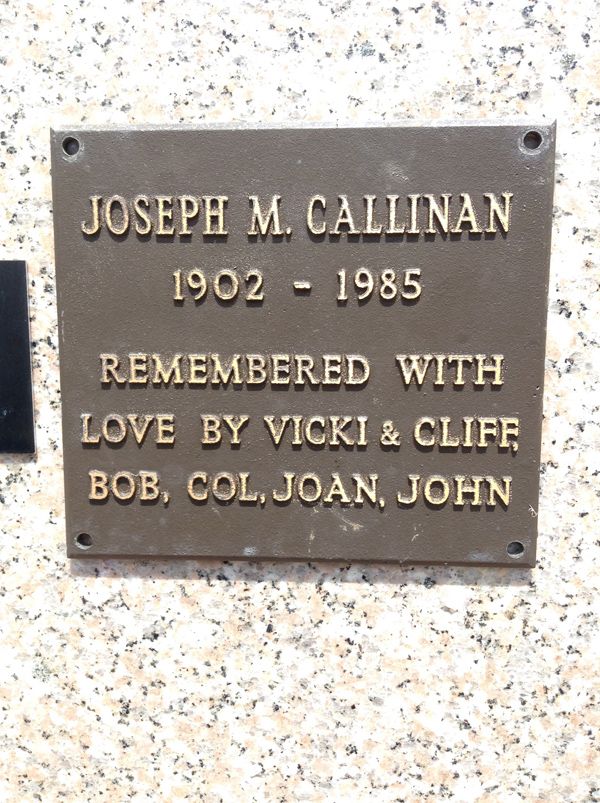 JOSEPH M. CALLINAN
1902 - 1985
REMEMBERED WITH
LOVE BY VICKI & CLIFF,
BOB, COL, JOAN, JOHN